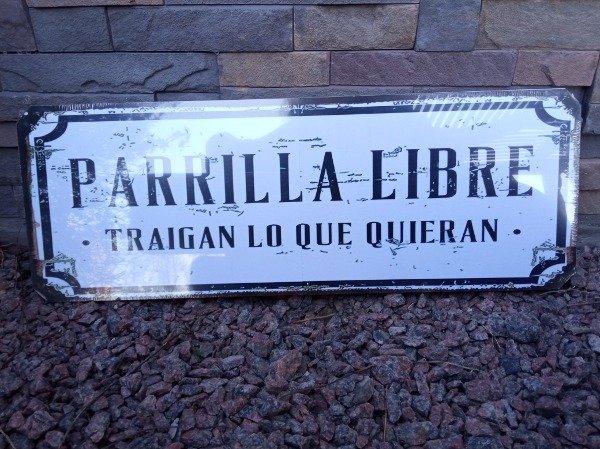 PARRILLA LIBRE
· TRAIGAN LO QUE QUIERAN ·